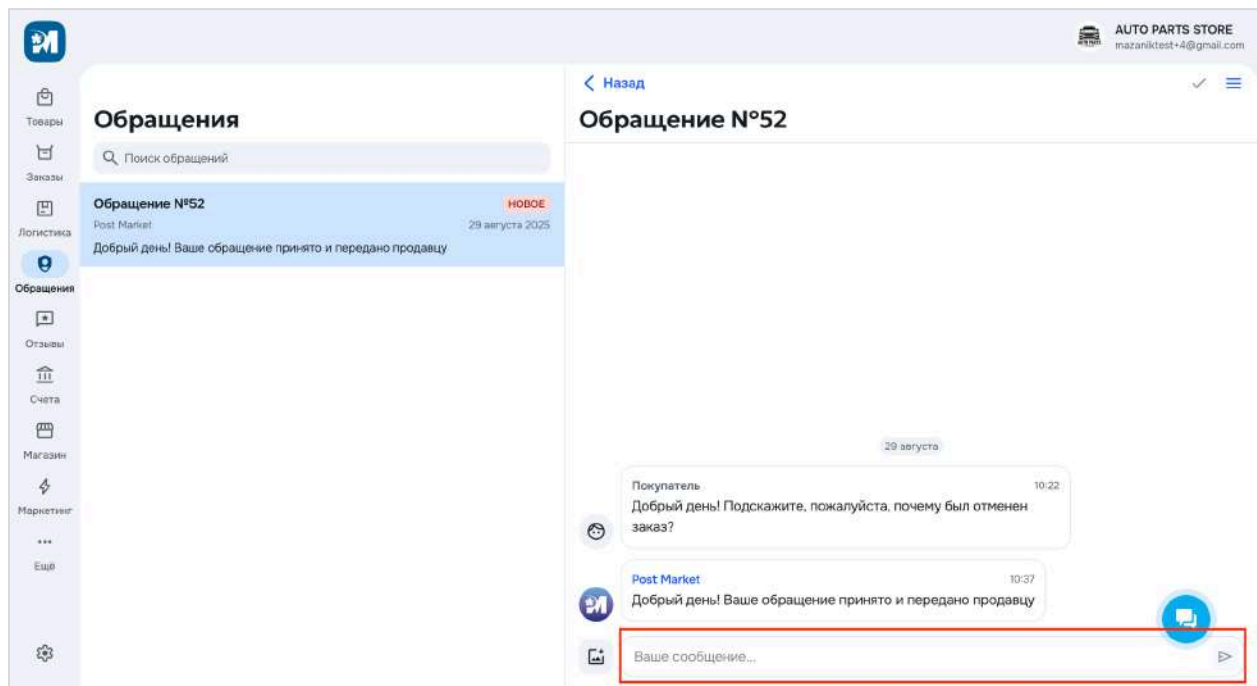 AUTO PARTS STORE
mazaniktest+4@gmail.com
Товары
Заказы
Логистика
Обращения
Отзывы
Счета
Магазин
Маркетинг
Ещё
Обращения
Поиск обращений
Обращение №52
НОВОЕ
Post Market
29 августа 2025
Добрый день! Ваше обращение принято и передано продавцу
Назад
Обращение №52
29 августа
Покупатель
10:22
Добрый день! Подскажите, пожалуйста, почему был отменен
заказ?
Post Market
10:37
Добрый день! Ваше обращение принято и передано продавцу
Ваше сообщение...